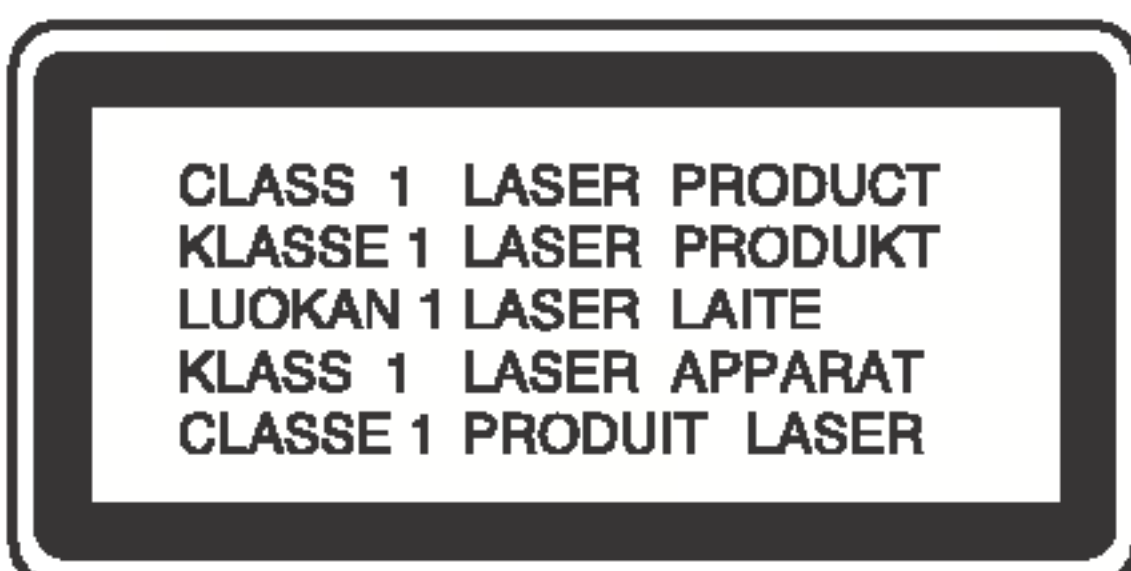 CLASS 1 LASER PRODUCT
KLASSE 1 LASER PRODUKT
LUOKAN 1 LASER LAITE
KLASS 1 LASER APPARAT
CLASSE 1 PRODUIT LASER